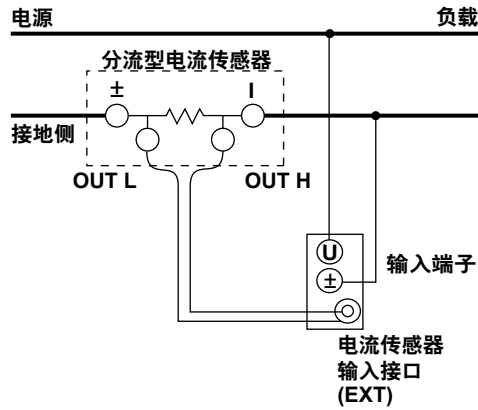 电源 负载
分流型电流传感器
± I
接地侧
OUT L OUT H
U
± 输入端子
电流传感器
输入接口
(EXT)